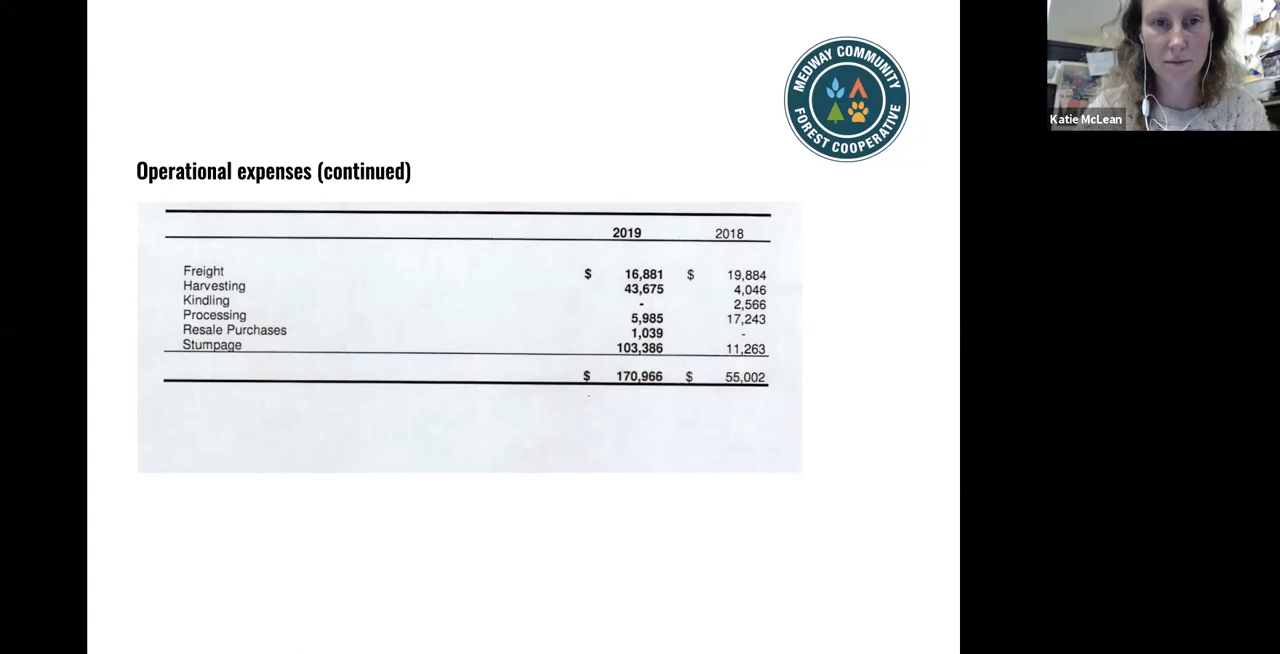 MEDWAY COMMUNITY
FOREST COOPERATIVE
Katie McLean
Operational expenses (continued)
2019 2018
Freight $ 16,881 $ 19,884
Harvesting 43,675 4,046
Kindling - 2,566
Processing 5,985 17,243
Resale Purchases 1,039 -
Stumpage 103,386 11,263
$ 170,966 $ 55,002